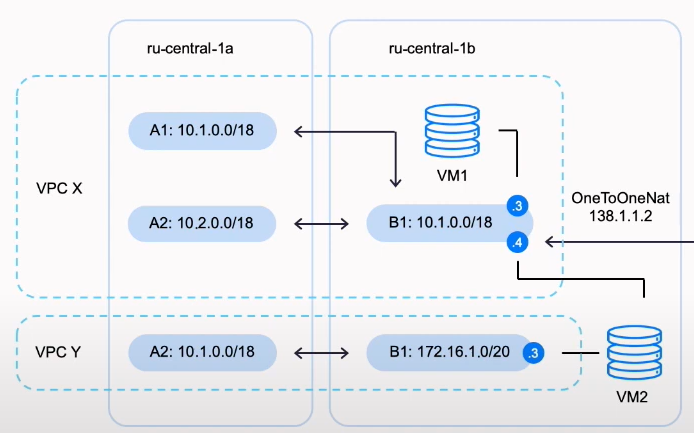 ru-central-1a
ru-central-1b
A1: 10.1.0.0/18
VM1
VPC X
.3
OneToOneNat
138.1.1.2
A2: 10.2.0.0/18
B1: 10.1.0.0/18
.4
VPC Y
A2: 10.1.0.0/18
B1: 172.16.1.0/20
.3
VM2